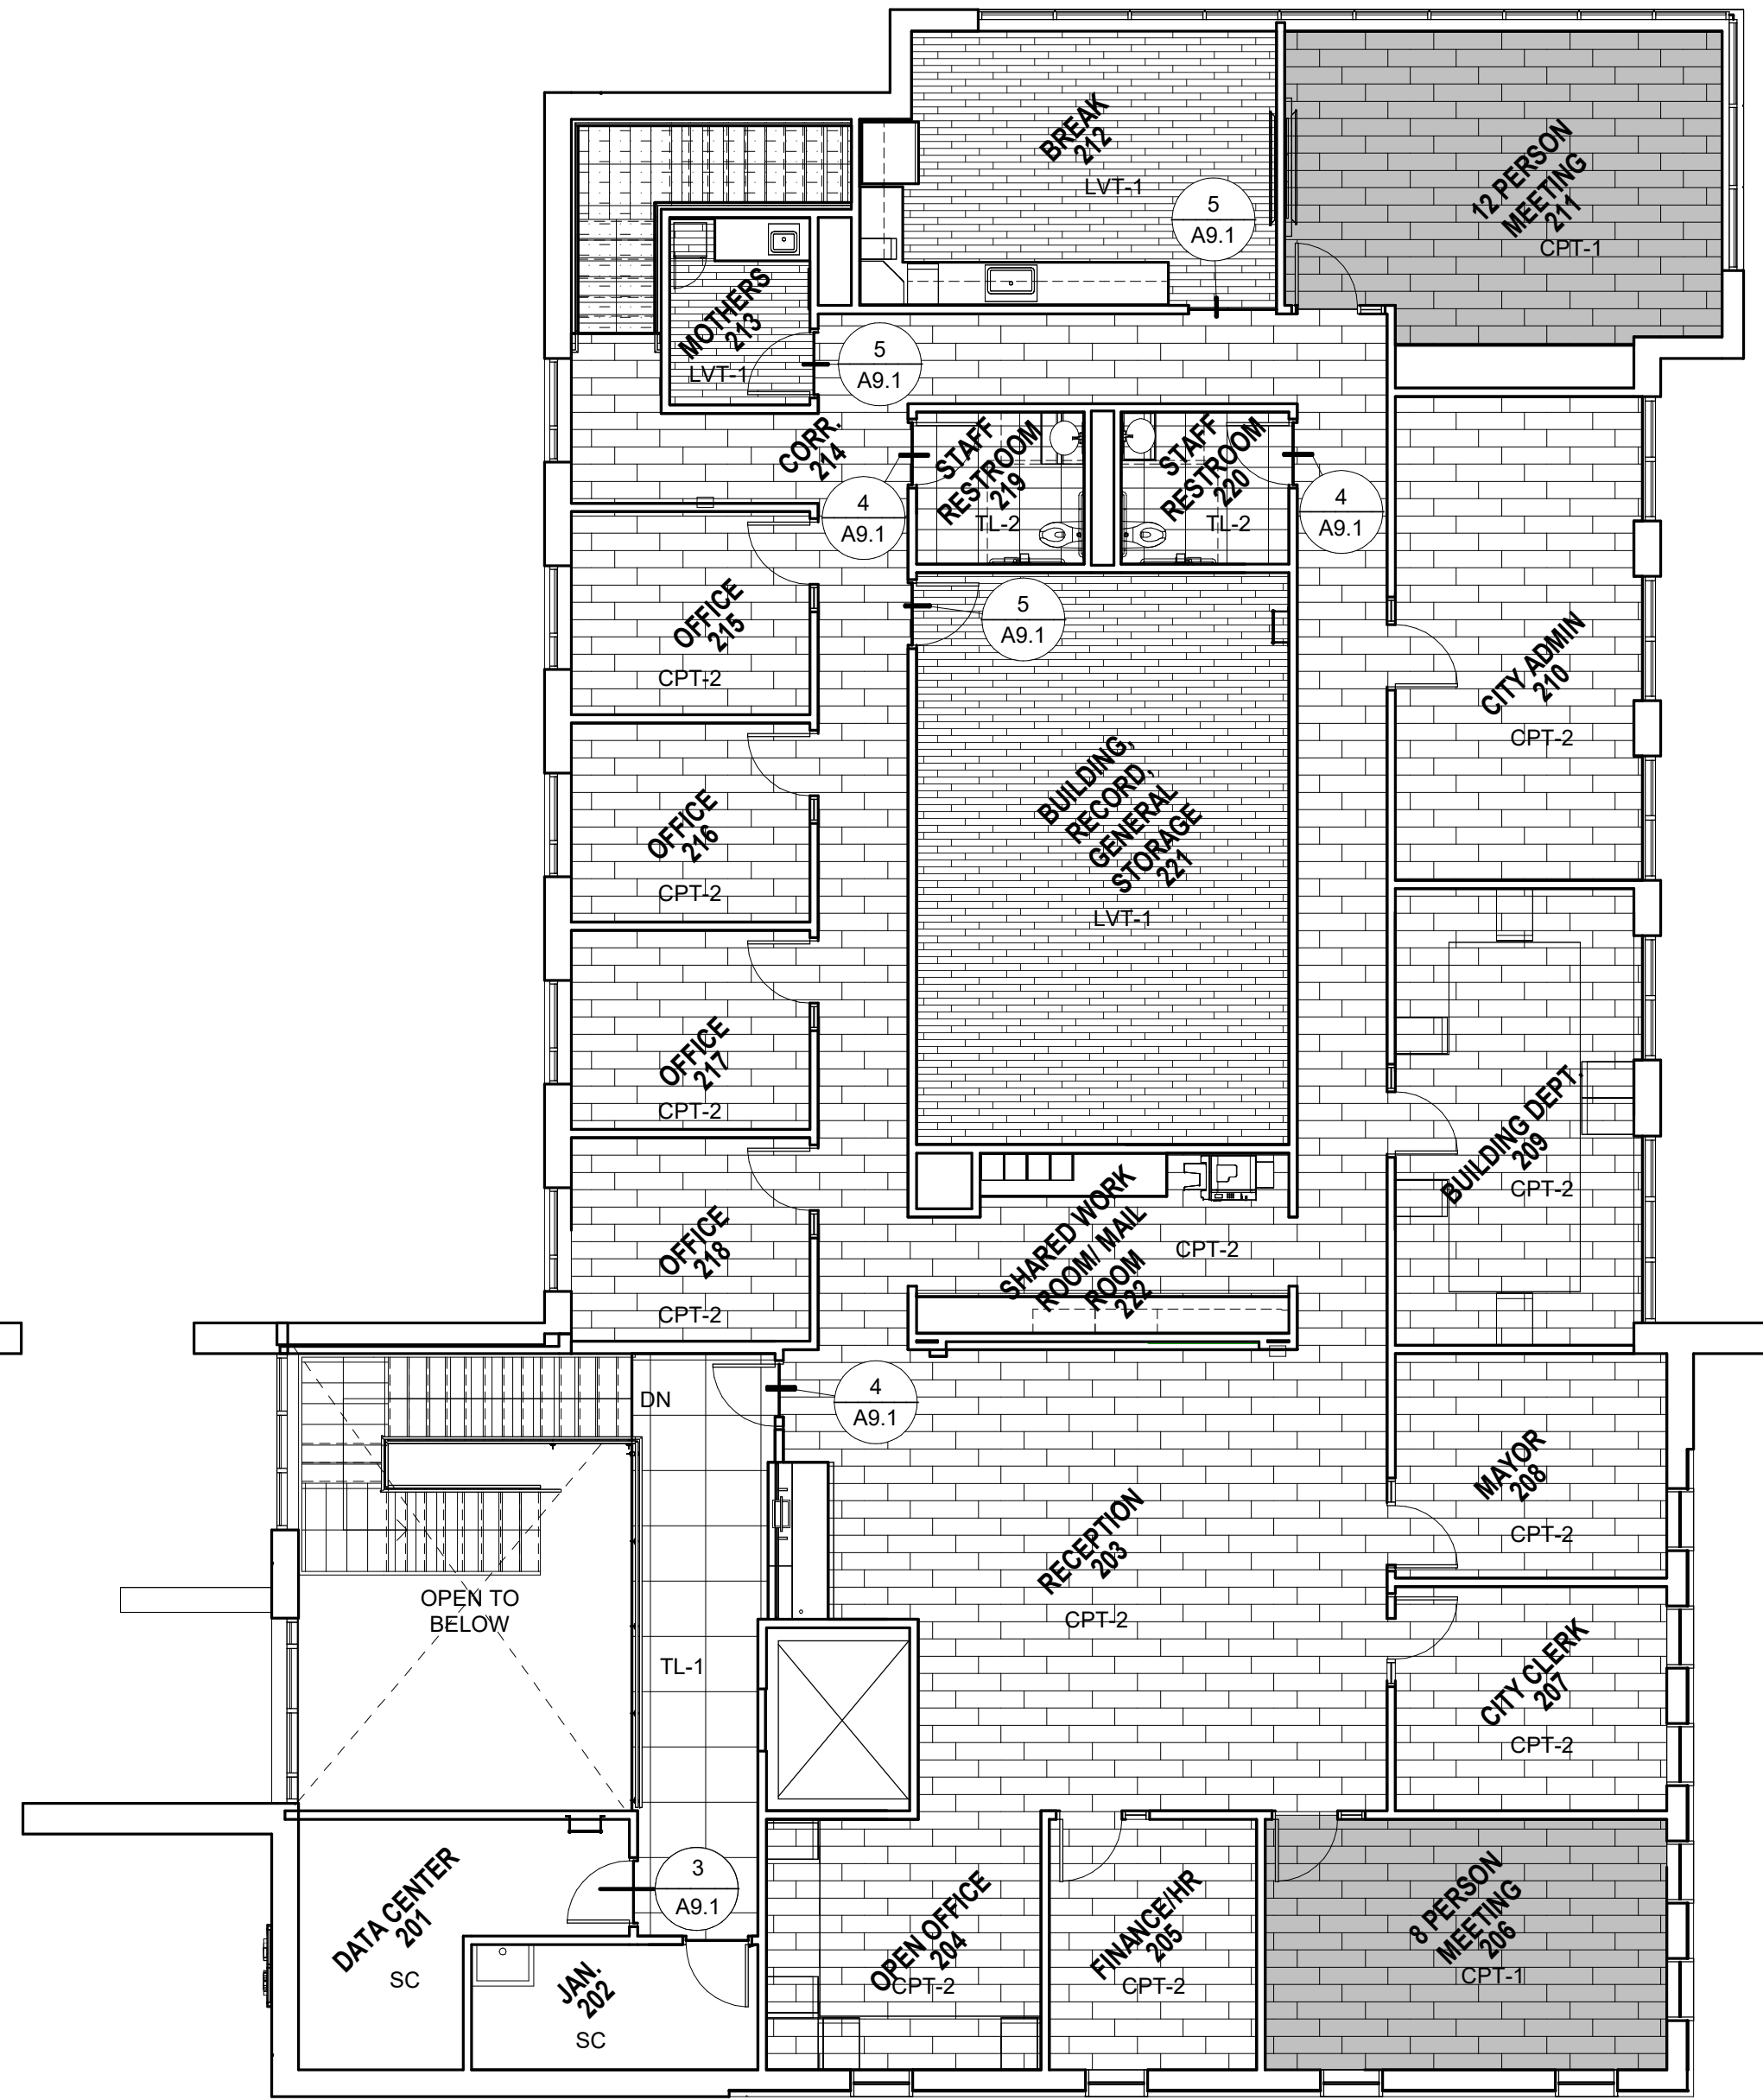 BREAK
212
LVT-1
5
A9.1
12 PERSON
MEETING
211
CPT-1
MOTHERS
213
LVT-1
5
A9.1
CORR.
214
STAFF
RESTROOM
219
TL-2
STAFF
RESTROOM
220
TL-2
4
A9.1
4
A9.1
OFFICE
215
CPT-2
5
A9.1
CITY ADMIN
210
CPT-2
OFFICE
216
CPT-2
BUILDING,
RECORD,
GENERAL
STORAGE
221
LVT-1
OFFICE
217
CPT-2
BUILDING DEPT.
209
CPT-2
OFFICE
218
CPT-2
SHARED WORK
ROOM/ MAIL
ROOM
222
CPT-2
DN
4
A9.1
MAYOR
208
CPT-2
RECEPTION
203
CPT-2
OPEN TO
BELOW
TL-1
CITY CLERK
207
CPT-2
DATA CENTER
201
SC
3
A9.1
JAN.
202
SC
OPEN OFFICE
204
CPT-2
FINANCE/HR
205
CPT-2
8 PERSON
MEETING
206
CPT-1